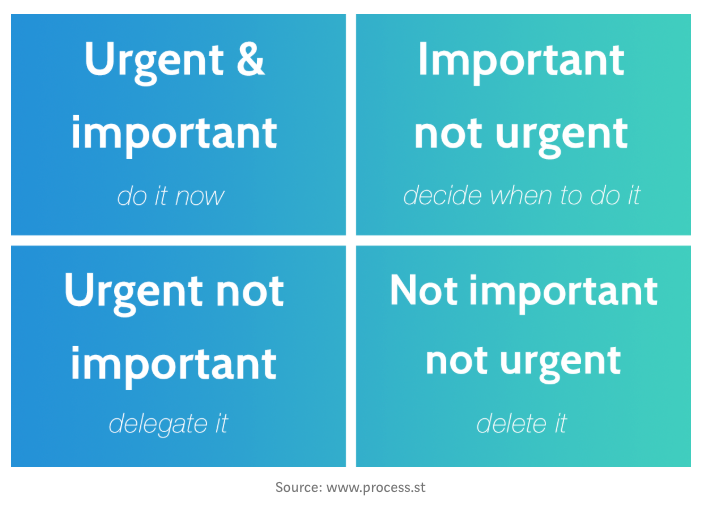 Urgent &
important
do it now
Important
not urgent
decide when to do it
Urgent not
important
delegate it
Not important
not urgent
delete it
Source: www.process.st